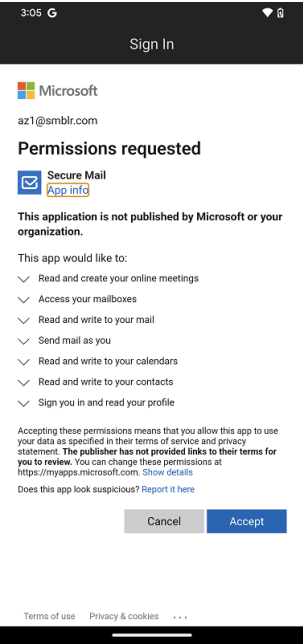 3:05 G
Sign In
Microsoft
az1@smblr.com
Permissions requested
Secure Mail
App info
This application is not published by Microsoft or your
organization.
This app would like to:
Read and create your online meetings
Access your mailboxes
Read and write to your mail
Send mail as you
Read and write to your calendars
Read and write to your contacts
Sign you in and read your profile
Accepting these permissions means that you allow this app to use
your data as specified in their terms of service and privacy
statement. The publisher has not provided links to their terms for
you to review. You can change these permissions at
https://myapps.microsoft.com. Show details
Does this app look suspicious? Report it here
Cancel
Accept
Terms of use Privacy & cookies ...